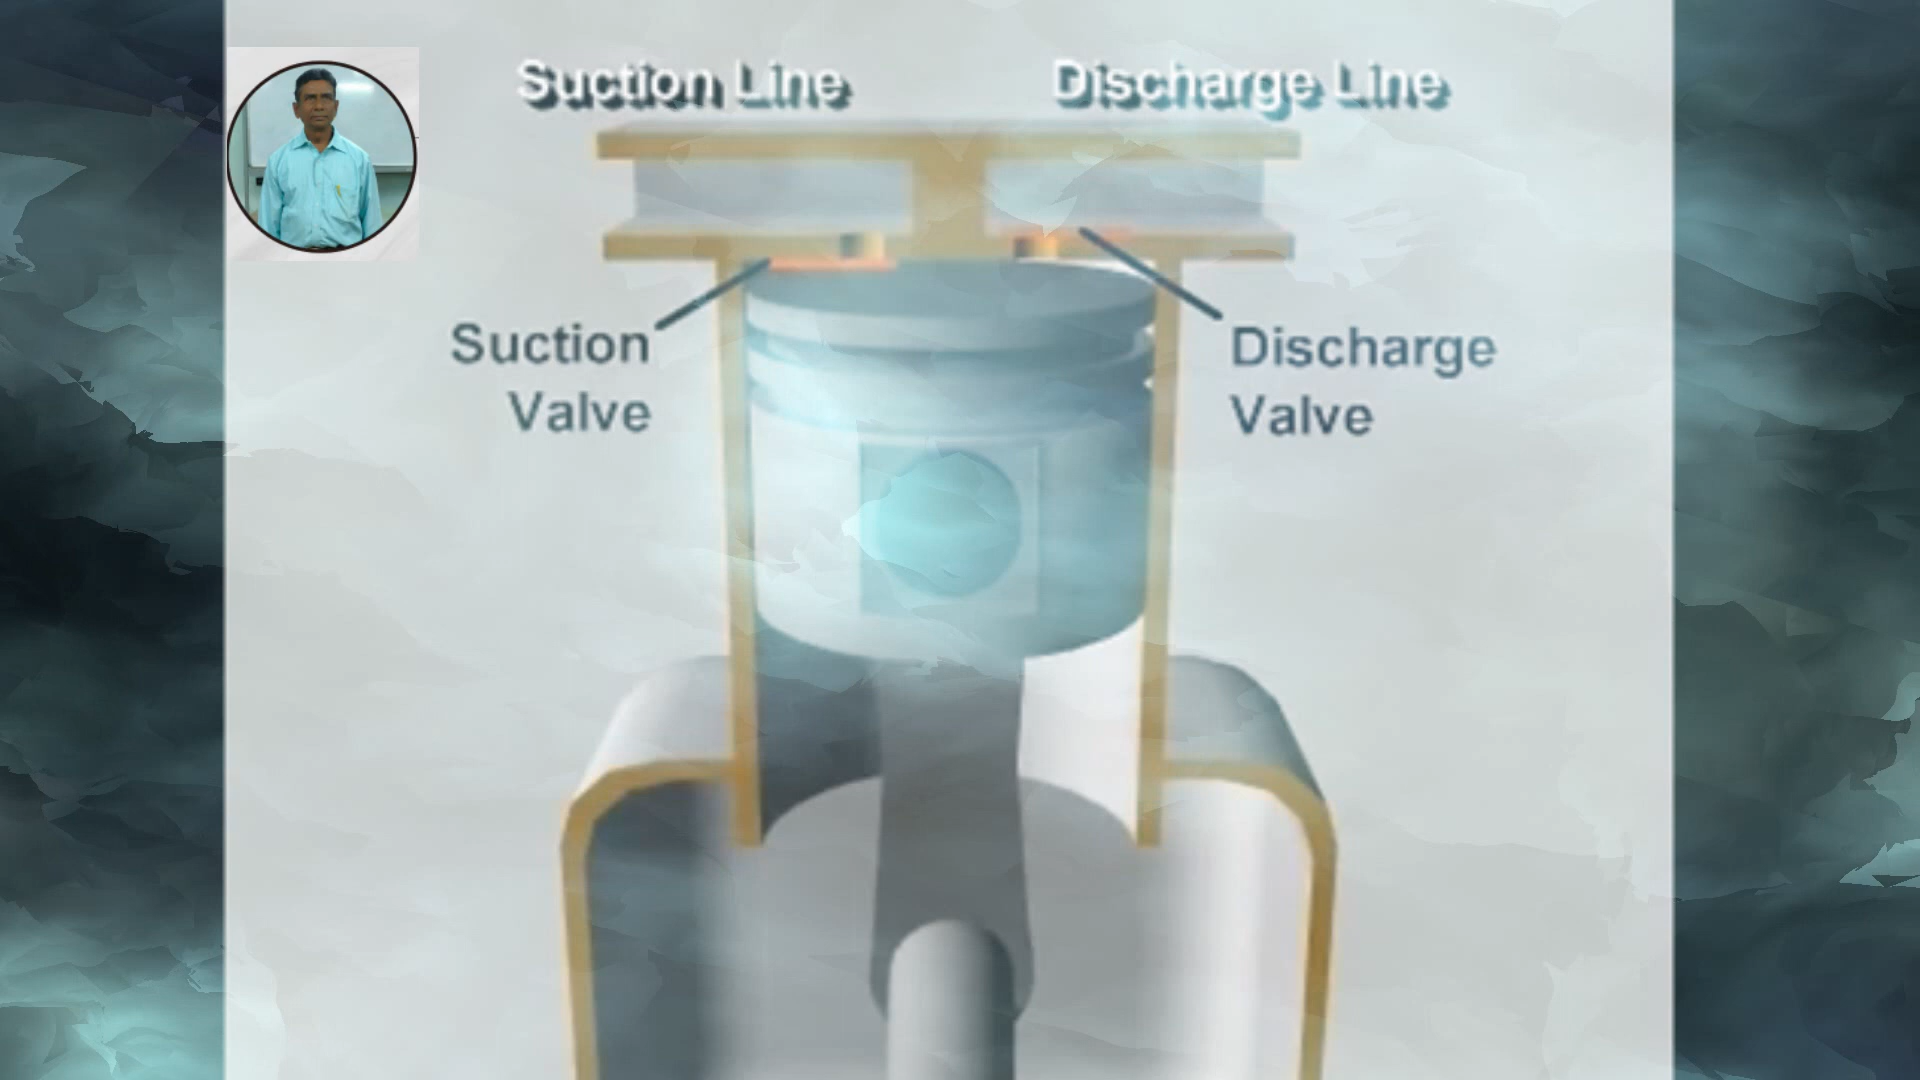 Suction Line
Discharge Line
Suction
Valve
Discharge
Valve